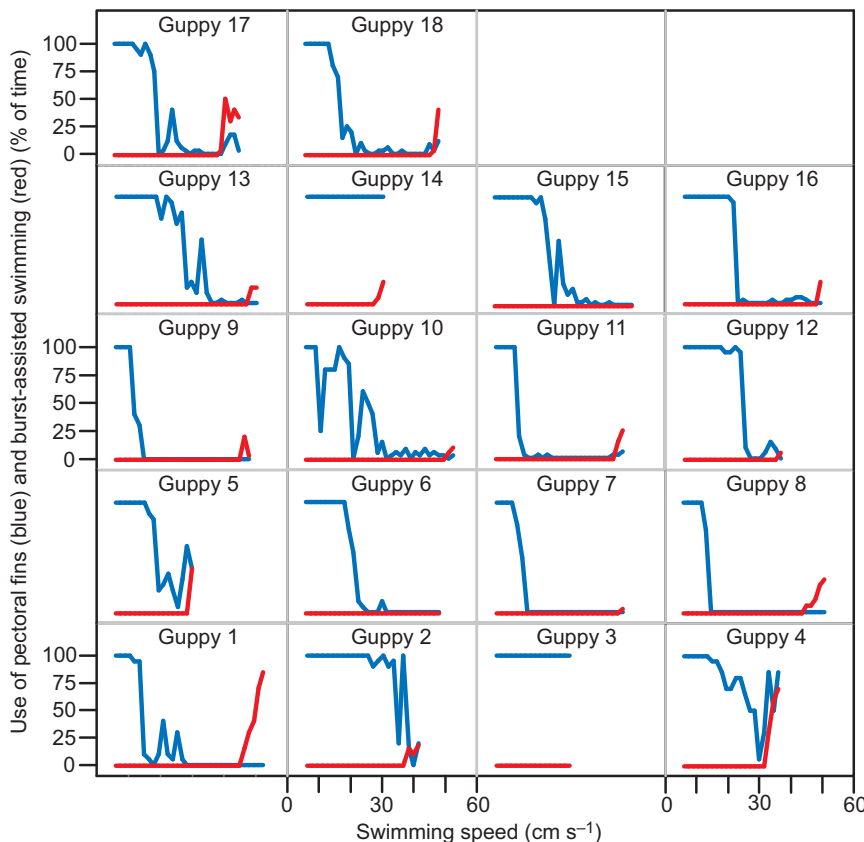 Use of pectoral fins (blue) and burst-assisted swimming (red) (% of time)
Guppy 17 Guppy 18
100
75
50
25
0
Guppy 13 Guppy 14 Guppy 15 Guppy 16
Guppy 9 Guppy 10 Guppy 11 Guppy 12
100
75
50
25
0
Guppy 5 Guppy 6 Guppy 7 Guppy 8
Guppy 1 Guppy 2 Guppy 3 Guppy 4
100
75
50
25
0
0 30 60 0 30 60
Swimming speed (cm s–1)